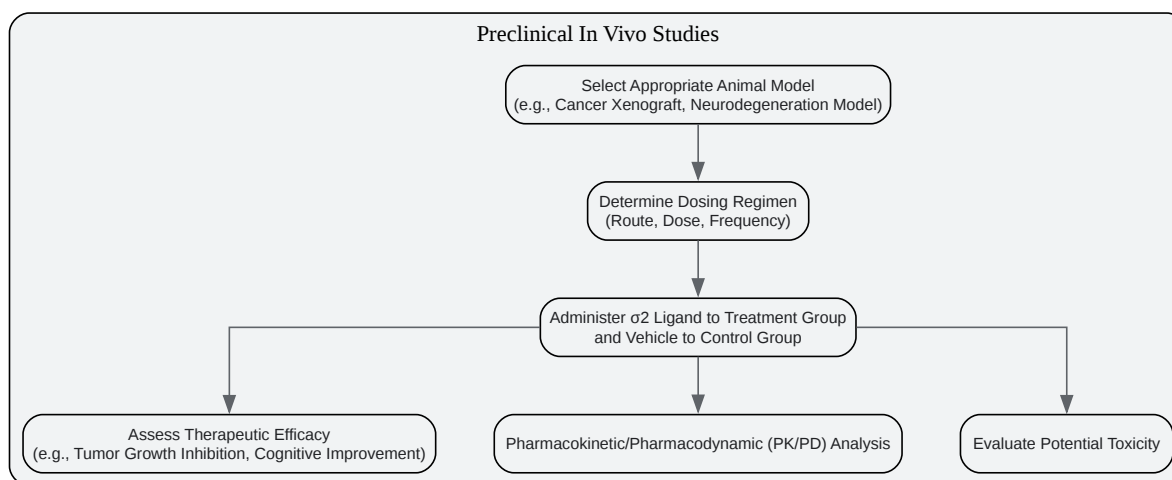 Preclinical In Vivo Studies
Select Appropriate Animal Model
(e.g., Cancer Xenograft, Neurodegeneration Model)
Determine Dosing Regimen
(Route, Dose, Frequency)
Administer σ2 Ligand to Treatment Group
and Vehicle to Control Group
Assess Therapeutic Efficacy
(e.g., Tumor Growth Inhibition, Cognitive Improvement)
Pharmacokinetic/Pharmacodynamic (PK/PD) Analysis
Evaluate Potential Toxicity